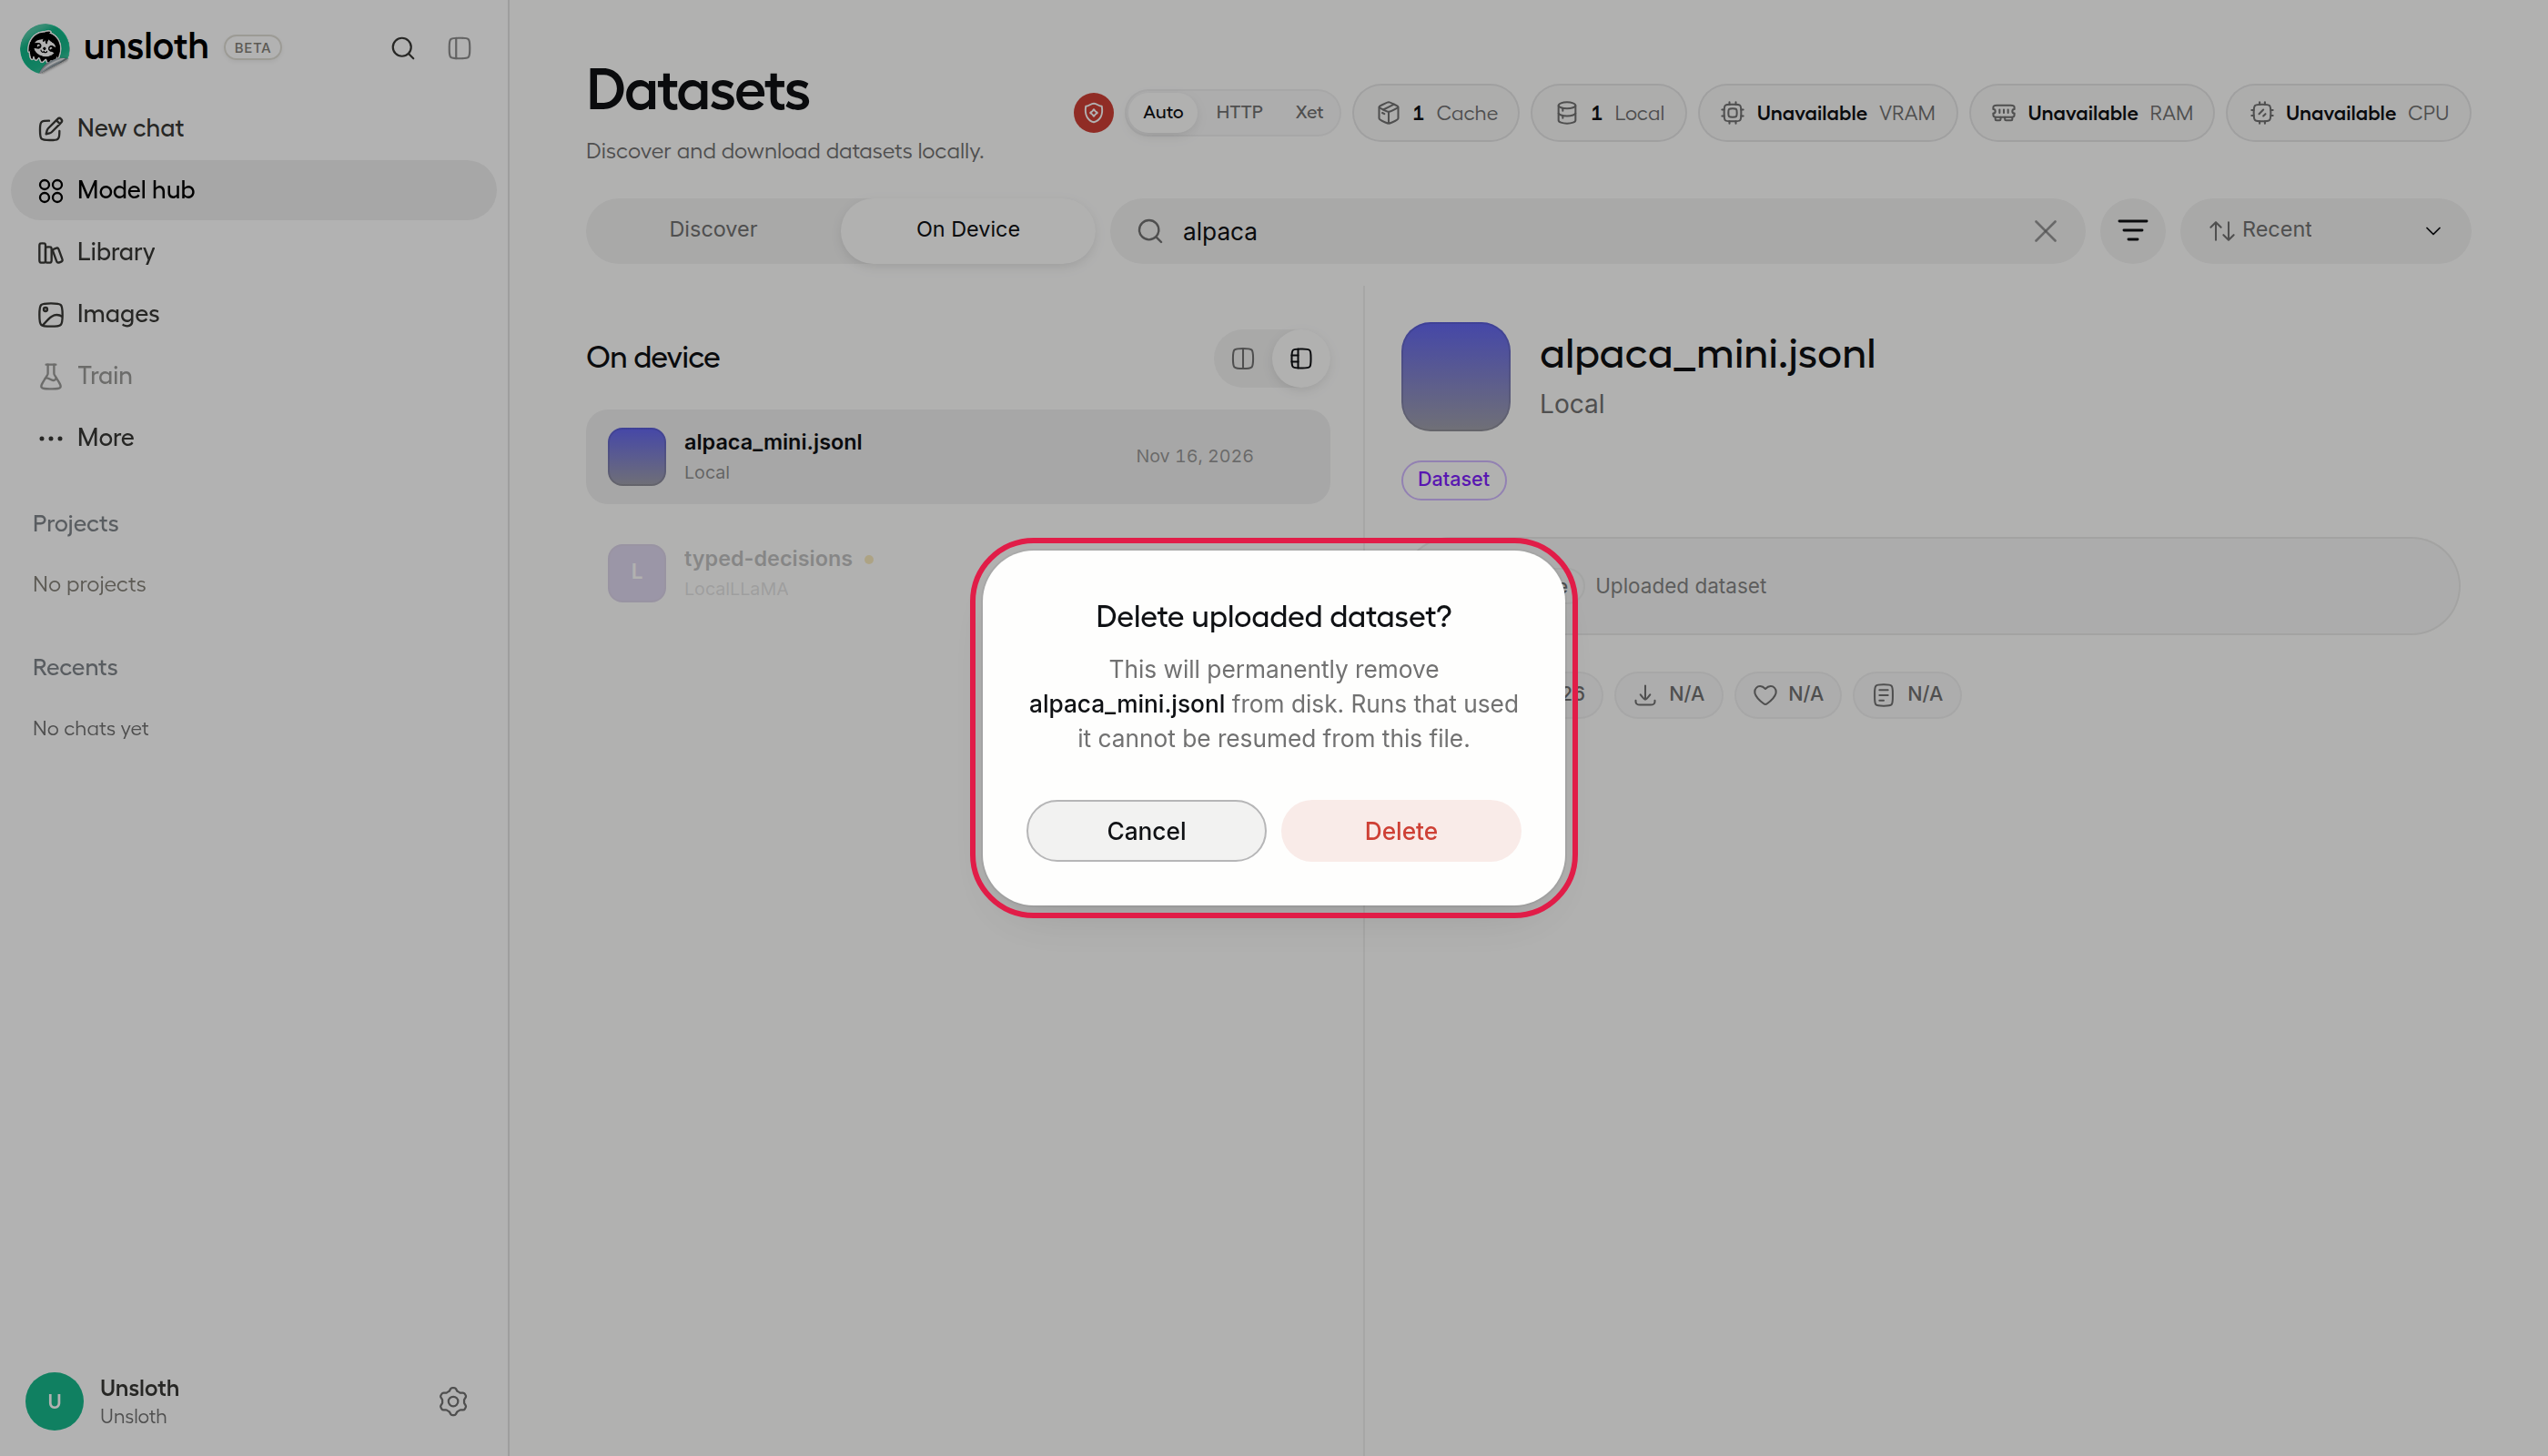 unsloth BETA
New chat
Model hub
Library
Images
Train
More
Projects
No projects
Recents
No chats yet
U
Unsloth
Unsloth
Datasets
Discover and download datasets locally.
Auto HTTP Xet
1 Cache
1 Local
Unavailable VRAM
Unavailable RAM
Unavailable CPU
Discover On Device
alpaca
Recent
On device
alpaca_mini.jsonl
Local
Nov 16, 2026
L
typed-decisions
LocalLLaMA
alpaca_mini.jsonl
Local
Dataset
Uploaded dataset
26
N/A
N/A
N/A
Delete uploaded dataset?
This will permanently remove
alpaca_mini.jsonl from disk. Runs that used
it cannot be resumed from this file.
Cancel Delete